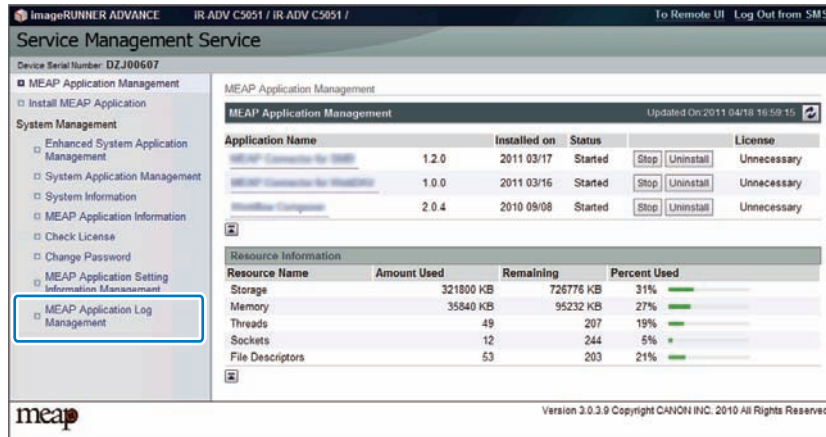 imageRUNNER ADVANCE iR-ADV C5051 / iR-ADV C5051 / To Remote UI Log Out from SMS
Service Management Service
Device Serial Number: DZJ00607
MEAP Application Management
Install MEAP Application
System Management
Enhanced System Application
Management
System Application Management
System Information
MEAP Application Information
Check License
Change Password
MEAP Application Setting
Information Management
MEAP Application Log
Management
MEAP Application Management
MEAP Application Management Updated On:2011 04/18 16:59:15
Application Name Installed on Status License
1.2.0 2011 03/17 Started Stop Uninstall Unnecessary
1.0.0 2011 03/16 Started Stop Uninstall Unnecessary
2.0.4 2010 09/08 Started Stop Uninstall Unnecessary
Resource Information
Resource Name Amount Used Remaining Percent Used
Storage 321800 KB 726776 KB 31%
Memory 35840 KB 95232 KB 27%
Threads 49 207 19%
Sockets 12 244 5%
File Descriptors 53 203 21%
meap Version 3.0.3.9 Copyright CANON INC. 2010 All Rights Reserved